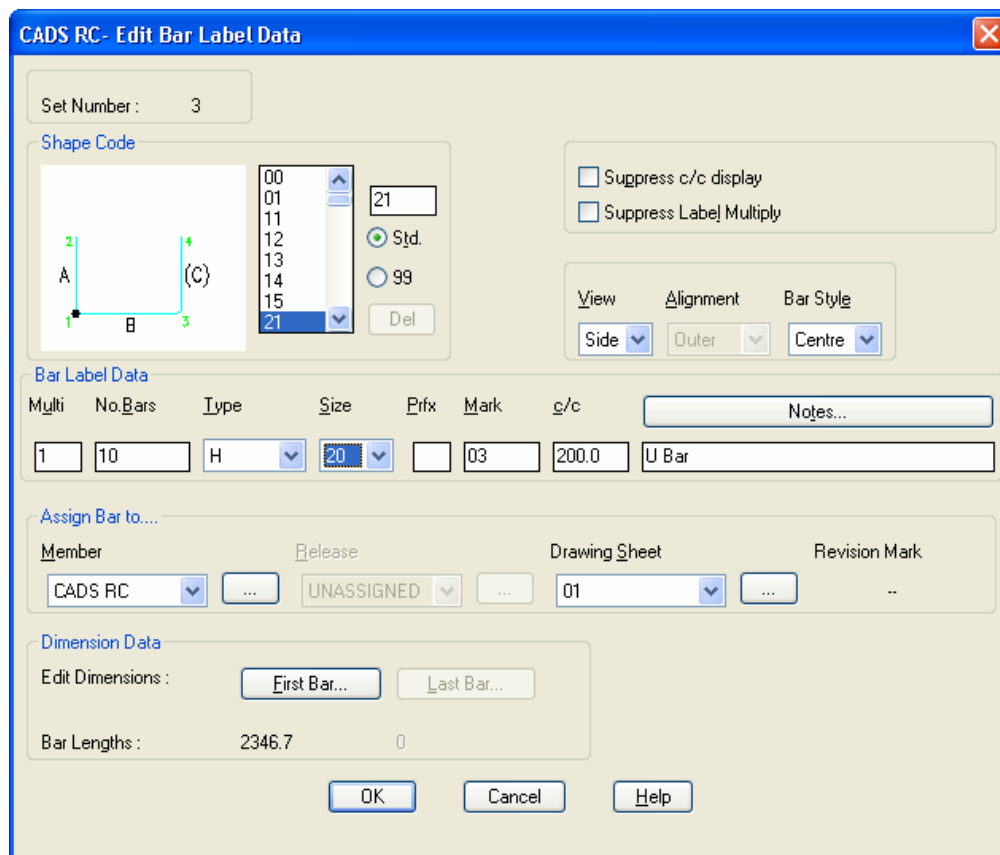 CADS RC- Edit Bar Label Data
Set Number : 3
Shape Code
00
01
11
12
13
14
15
21
21
Std.
99
Del
2 4
A (C)
1 B 3
Suppress c/c display
Suppress Label Multiply
View Alignment Bar Style
Side Outer Centre
Bar Label Data
Multi No.Bars Type Size Prfx Mark c/c Notes...
1 10 H 20 03 200.0 U Bar
Assign Bar to....
Member Release Drawing Sheet Revision Mark
CADS RC ... UNASSIGNED ... 01 ... --
Dimension Data
Edit Dimensions : First Bar... Last Bar...
Bar Lengths : 2346.7 0
OK Cancel Help